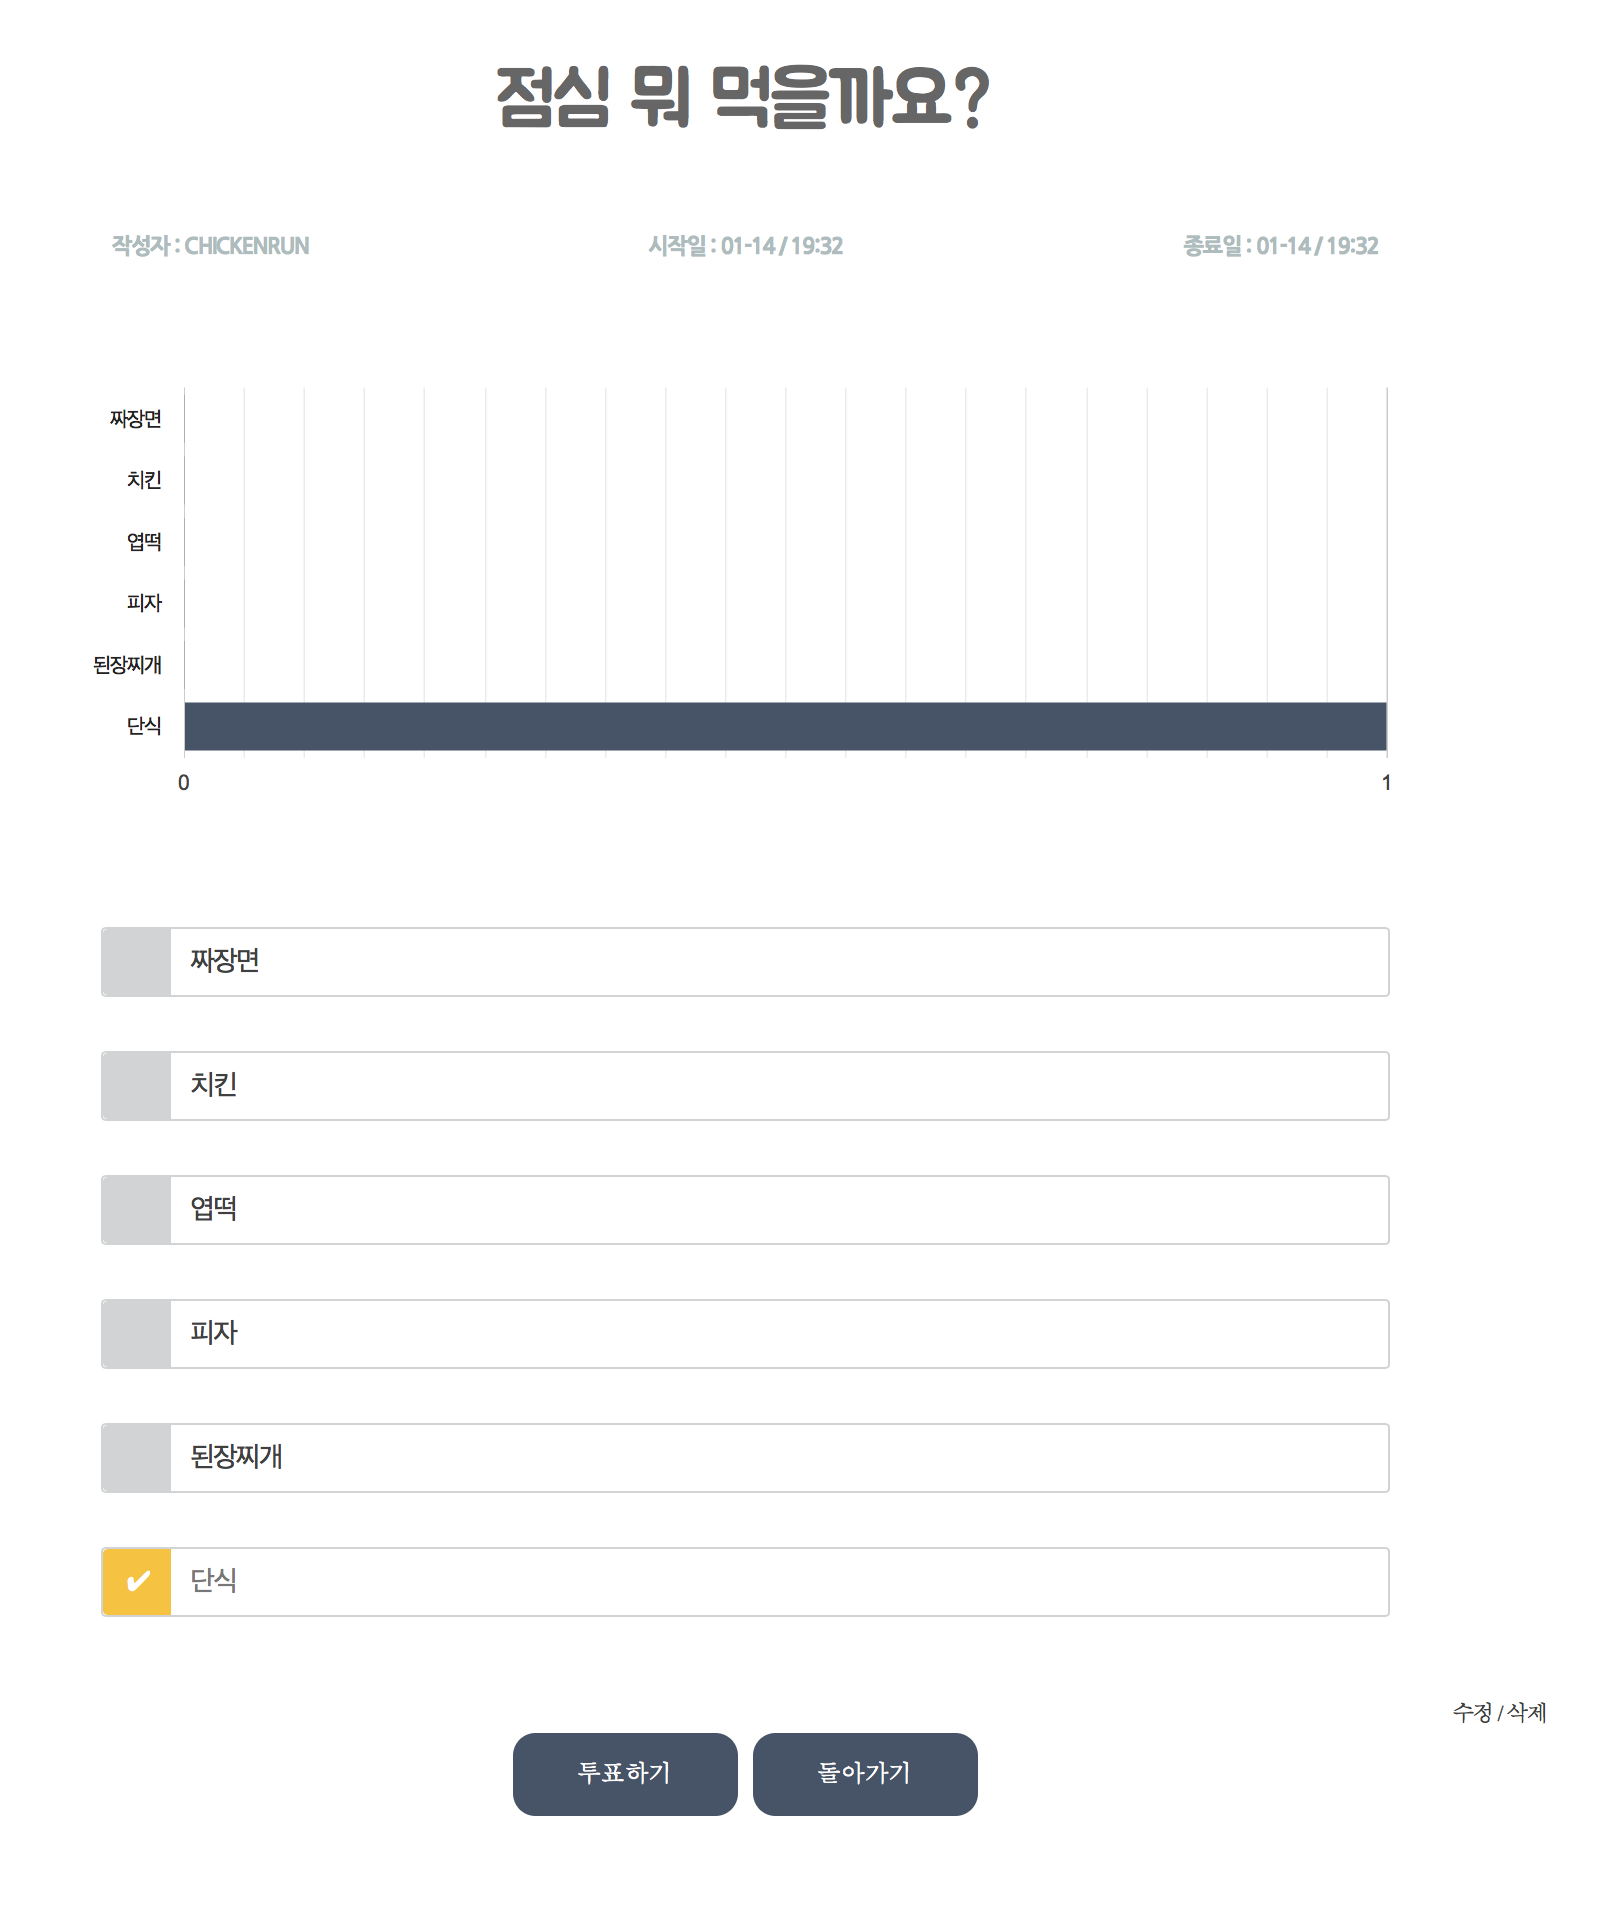 점심 뭐 먹을까요?
작성자 : CHICKENRUN 시작일 : 01-14 / 19:32 종료일 : 01-14 / 19:32
짜장면
치킨
엽떡
피자
된장찌개
단식
0 1
짜장면
치킨
엽떡
피자
된장찌개
✔ 단식
수정 / 삭제
투표하기 돌아가기